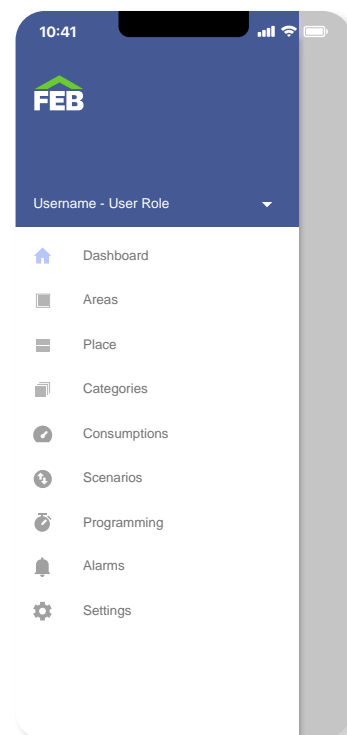 10:41
FEB
Username - User Role
Dashboard
Areas
Place
Categories
Consumptions
Scenarios
Programming
Alarms
Settings